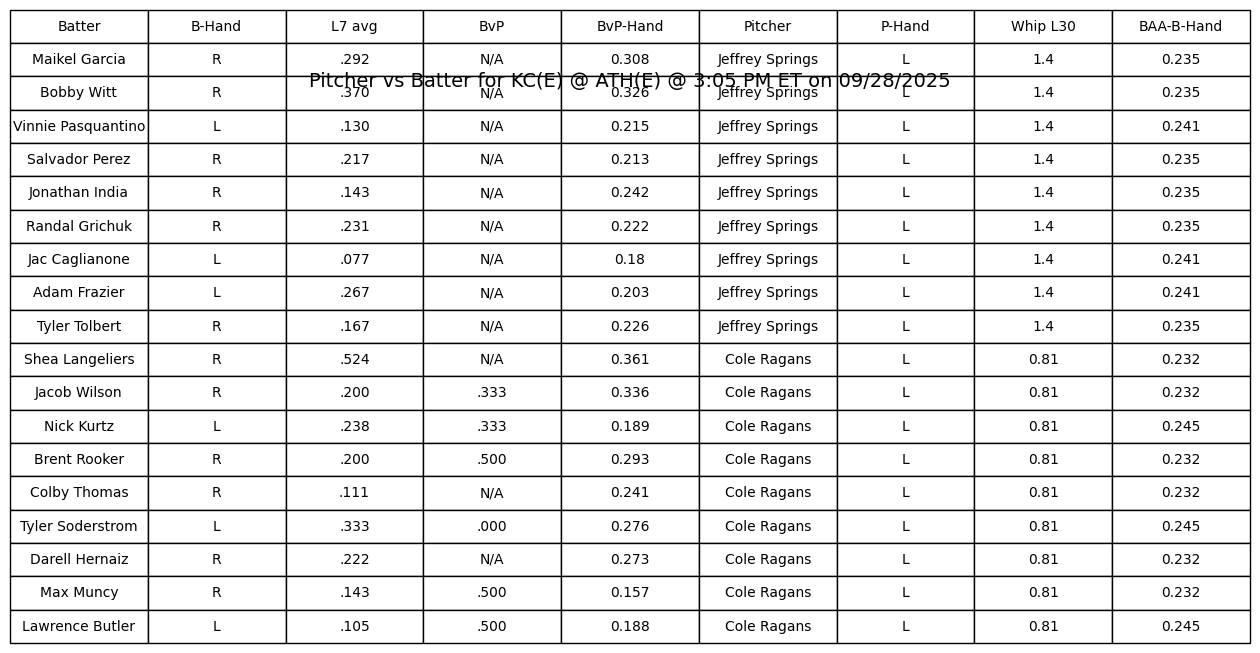 Batter B-Hand L7 avg BvP BvP-Hand Pitcher P-Hand Whip L30 BAA-B-Hand
Maikel Garcia R .292 N/A 0.308 Jeffrey Springs L 1.4 0.235
Pitcher vs Batter for KC(E) @ ATH(E) @ 3:05 PM ET on 09/28/2025
Bobby Witt R .370 N/A 0.326 Jeffrey Springs L 1.4 0.235
Vinnie Pasquantino L .130 N/A 0.215 Jeffrey Springs L 1.4 0.241
Salvador Perez R .217 N/A 0.213 Jeffrey Springs L 1.4 0.235
Jonathan India R .143 N/A 0.242 Jeffrey Springs L 1.4 0.235
Randal Grichuk R .231 N/A 0.222 Jeffrey Springs L 1.4 0.235
Jac Caglianone L .077 N/A 0.18 Jeffrey Springs L 1.4 0.241
Adam Frazier L .267 N/A 0.203 Jeffrey Springs L 1.4 0.241
Tyler Tolbert R .167 N/A 0.226 Jeffrey Springs L 1.4 0.235
Shea Langeliers R .524 N/A 0.361 Cole Ragans L 0.81 0.232
Jacob Wilson R .200 .333 0.336 Cole Ragans L 0.81 0.232
Nick Kurtz L .238 .333 0.189 Cole Ragans L 0.81 0.245
Brent Rooker R .200 .500 0.293 Cole Ragans L 0.81 0.232
Colby Thomas R .111 N/A 0.241 Cole Ragans L 0.81 0.232
Tyler Soderstrom L .333 .000 0.276 Cole Ragans L 0.81 0.245
Darell Hernaiz R .222 N/A 0.273 Cole Ragans L 0.81 0.232
Max Muncy R .143 .500 0.157 Cole Ragans L 0.81 0.232
Lawrence Butler L .105 .500 0.188 Cole Ragans L 0.81 0.245